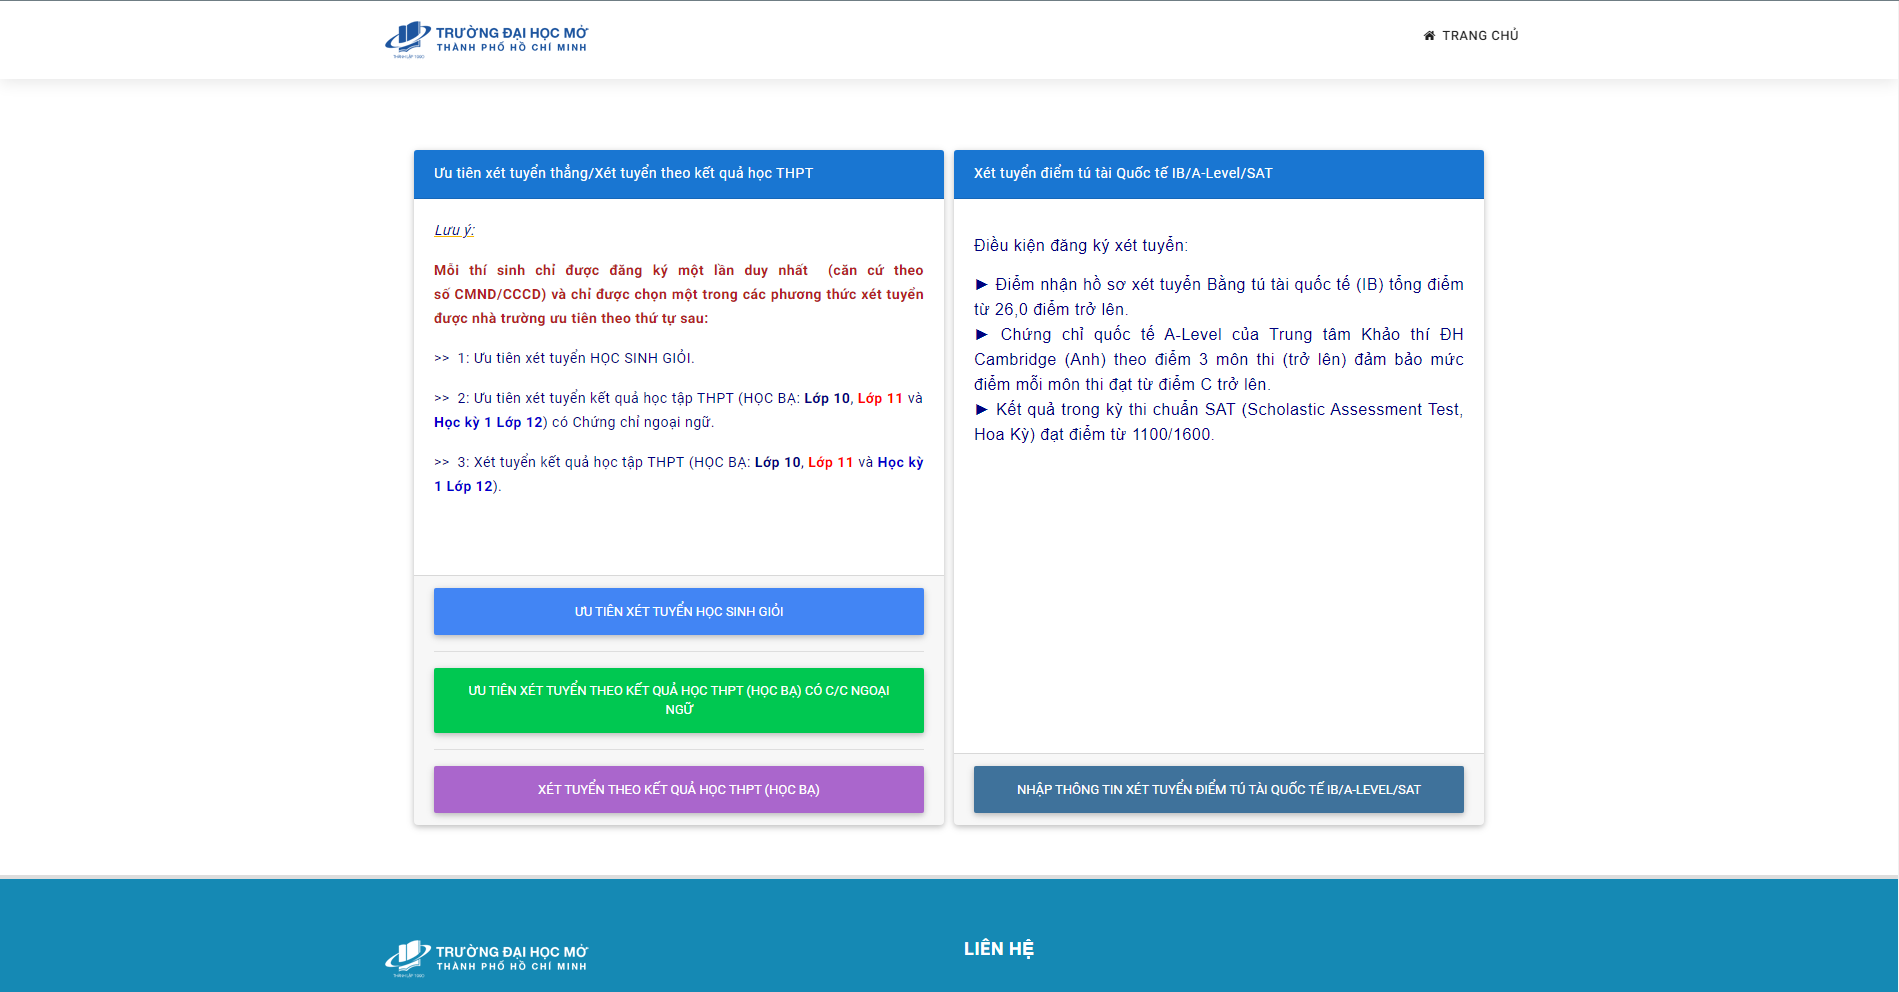 TRƯỜNG ĐẠI HỌC MỞ
THÀNH PHỐ HỒ CHÍ MINH
TRANG CHỦ
Ưu tiên xét tuyển thẳng/Xét tuyển theo kết quả học THPT
Lưu ý:
Mỗi thí sinh chỉ được đăng ký một lần duy nhất (căn cứ theo
số CMND/CCCD) và chỉ được chọn một trong các phương thức xét tuyển
được nhà trường ưu tiên theo thứ tự sau:
>> 1: Ưu tiên xét tuyển HỌC SINH GIỎI.
>> 2: Ưu tiên xét tuyển kết quả học tập THPT (HỌC BẠ: Lớp 10, Lớp 11 và
Học kỳ 1 Lớp 12) có Chứng chỉ ngoại ngữ.
>> 3: Xét tuyển kết quả học tập THPT (HỌC BẠ: Lớp 10, Lớp 11 và Học kỳ
1 Lớp 12).
ƯU TIÊN XÉT TUYỂN HỌC SINH GIỎI
ƯU TIÊN XÉT TUYỂN THEO KẾT QUẢ HỌC THPT (HỌC BẠ) CÓ C/C NGOẠI
NGỮ
XÉT TUYỂN THEO KẾT QUẢ HỌC THPT (HỌC BẠ)
Xét tuyển điểm tú tài Quốc tế IB/A-Level/SAT
Điều kiện đăng ký xét tuyển:
► Điểm nhận hồ sơ xét tuyển Bằng tú tài quốc tế (IB) tổng điểm
từ 26,0 điểm trở lên.
► Chứng chỉ quốc tế A-Level của Trung tâm Khảo thí ĐH
Cambridge (Anh) theo điểm 3 môn thi (trở lên) đảm bảo mức
điểm mỗi môn thi đạt từ điểm C trở lên.
► Kết quả trong kỳ thi chuẩn SAT (Scholastic Assessment Test,
Hoa Kỳ) đạt điểm từ 1100/1600.
NHẬP THÔNG TIN XÉT TUYỂN ĐIỂM TÚ TÀI QUỐC TẾ IB/A-LEVEL/SAT
TRƯỜNG ĐẠI HỌC MỞ
THÀNH PHỐ HỒ CHÍ MINH
LIÊN HỆ